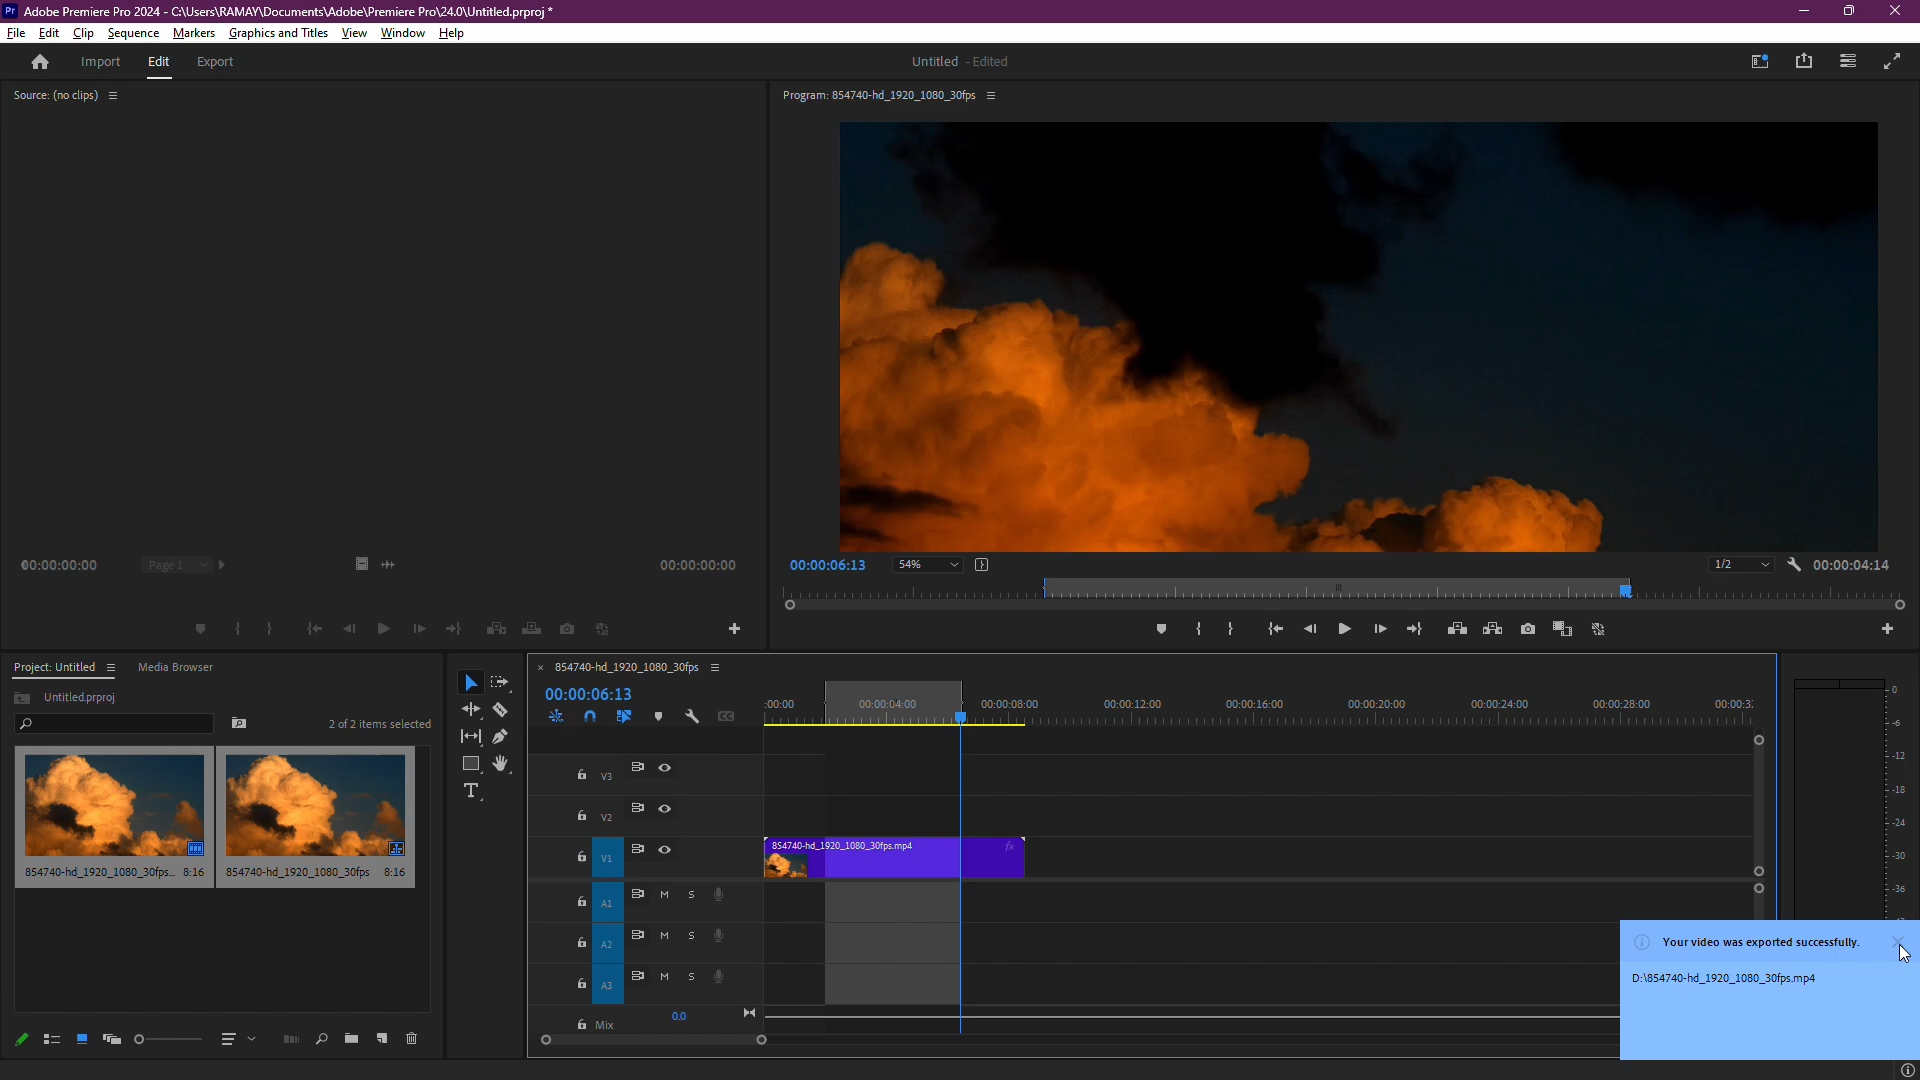 Pr Adobe Premiere Pro 2024 - C:\Users\RAMAY\Documents\Adobe\Premiere Pro\24.0\Untitled.prproj *
File Edit Clip Sequence Markers Graphics and Titles View Window Help
Import Edit Export Untitled - Edited
Source: (no clips)
Program: 854740-hd_1920_1080_30fps
00:00:00:00 Page 1 00:00:00:00
00:00:06:13 54% 1/2 00:00:04:14
Project: Untitled Media Browser
Untitled.prproj
2 of 2 items selected
854740-hd_1920_1080_30fps... 8:16
854740-hd_1920_1080_30fps 8:16
854740-hd_1920_1080_30fps
00:00:06:13
:00:00 00:00:04:00 00:00:08:00 00:00:12:00 00:00:16:00 00:00:20:00 00:00:24:00 00:00:28:00 00:00:32
V3
V2
V1 854740-hd_1920_1080_30fps.mp4 fx
A1 M S
A2 M S
A3 M S
Mix 0.0
0
-6
-12
-18
-24
-30
-36
Your video was exported successfully.
D:\854740-hd_1920_1080_30fps.mp4